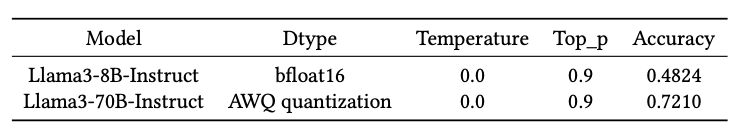 Model Dtype Temperature Top_p Accuracy
Llama3-8B-Instruct bfloat16 0.0 0.9 0.4824
Llama3-70B-Instruct AWQ quantization 0.0 0.9 0.7210